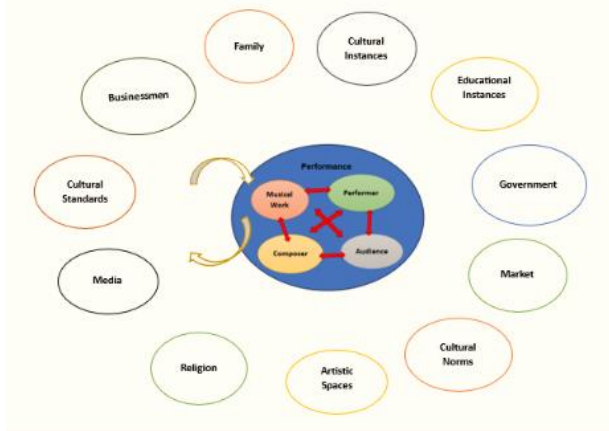 Family
Cultural
Instances
Businessmen
Educational
Instances
Performance
Cultural
Standards
Musical
Work
Performer
Government
Composer
Audience
Media
Market
Religion
Artistic
Spaces
Cultural
Norms